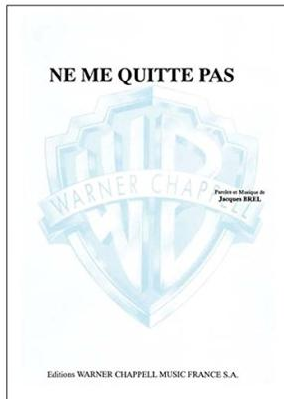 NE ME QUITTE PAS
Paroles et Musique de
Jacques BREL
WARNER CHAPPELL
Editions WARNER CHAPPELL MUSIC FRANCE S.A.